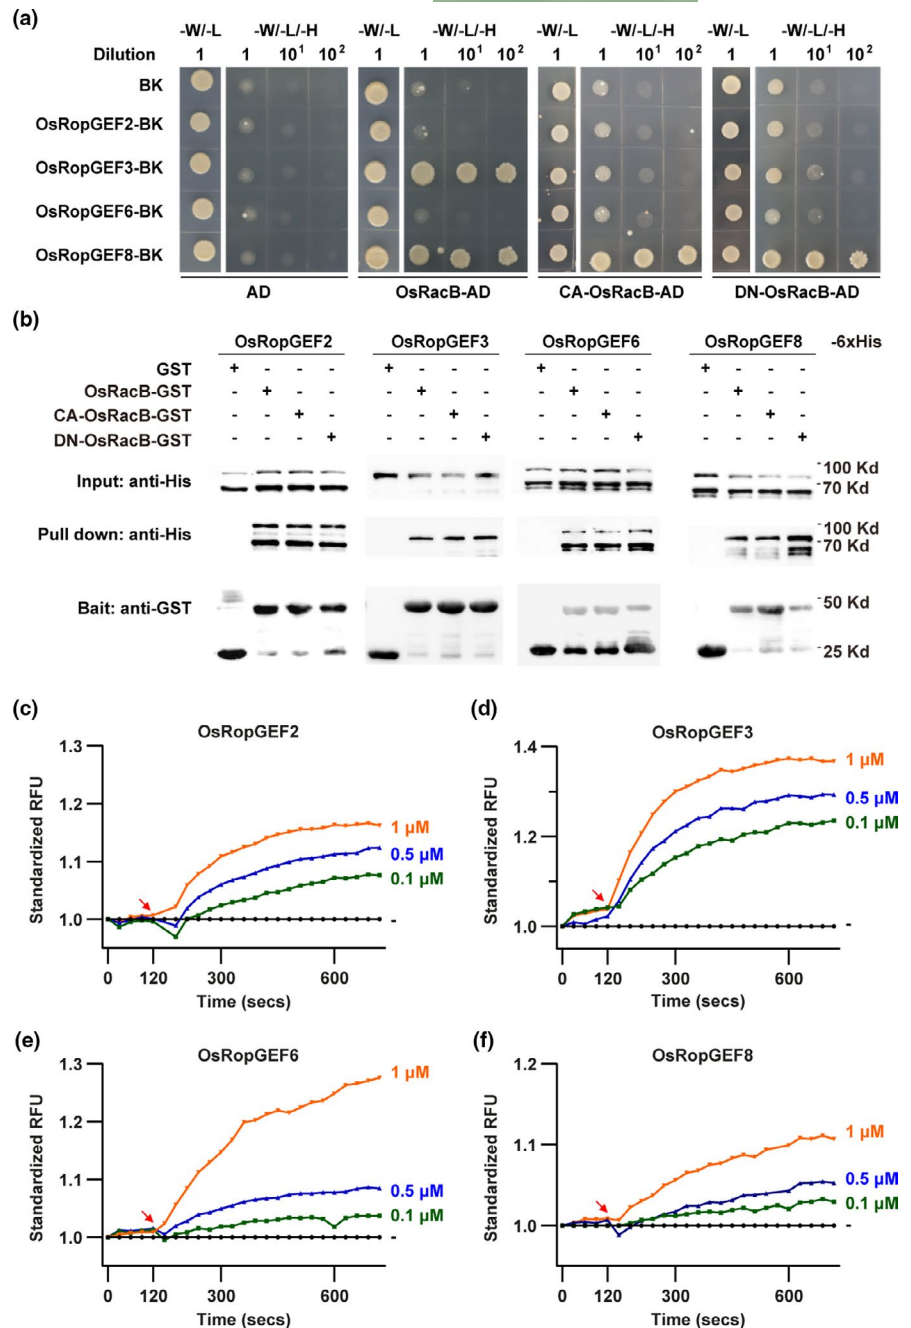 (a)
-W/-L -W/-L/-H -W/-L -W/-L/-H -W/-L -W/-L/-H -W/-L -W/-L/-H
Dilution 1 1 10¹ 10² 1 1 10¹ 10² 1 1 10¹ 10² 1 1 10¹ 10²
BK
OsRopGEF2-BK
OsRopGEF3-BK
OsRopGEF6-BK
OsRopGEF8-BK
AD OsRacB-AD CA-OsRacB-AD DN-OsRacB-AD
(b)
OsRopGEF2 OsRopGEF3 OsRopGEF6 OsRopGEF8 -6xHis
GST + - - - + - - - + - - - + - - -
OsRacB-GST - + - - - + - - - + - - - + - -
CA-OsRacB-GST - - + - - - + - - - + - - - + -
DN-OsRacB-GST - - - + - - - + - - - + - - - +
Input: anti-His -100 Kd
-70 Kd
Pull down: anti-His -100 Kd
-70 Kd
Bait: anti-GST -50 Kd
-25 Kd
(c) OsRopGEF2
Standardized RFU
1.3
1.2
1.1
1.0
1 µM
0.5 µM
0.1 µM
-
0 120 300 600
Time (secs)
(d) OsRopGEF3
Standardized RFU
1.4
1.2
1.0
1 µM
0.5 µM
0.1 µM
-
0 120 300 600
Time (secs)
(e) OsRopGEF6
Standardized RFU
1.3
1.2
1.1
1.0
1 µM
0.5 µM
0.1 µM
-
0 120 300 600
Time (secs)
(f) OsRopGEF8
Standardized RFU
1.2
1.1
1.0
1 µM
0.5 µM
0.1 µM
-
0 120 300 600
Time (secs)